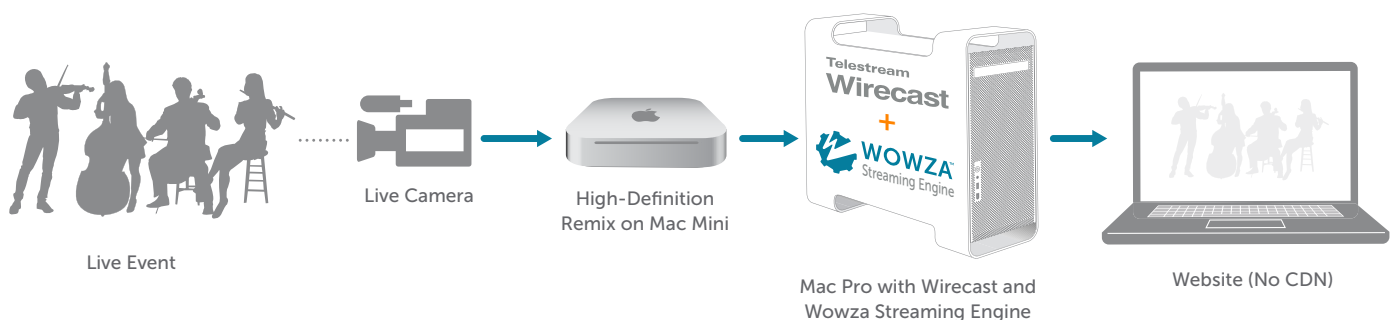 Telestream
Wirecast
+
WOWZA™
Streaming Engine
Live Event
Live Camera
High-Definition
Remix on Mac Mini
Mac Pro with Wirecast and
Wowza Streaming Engine
Website (No CDN)